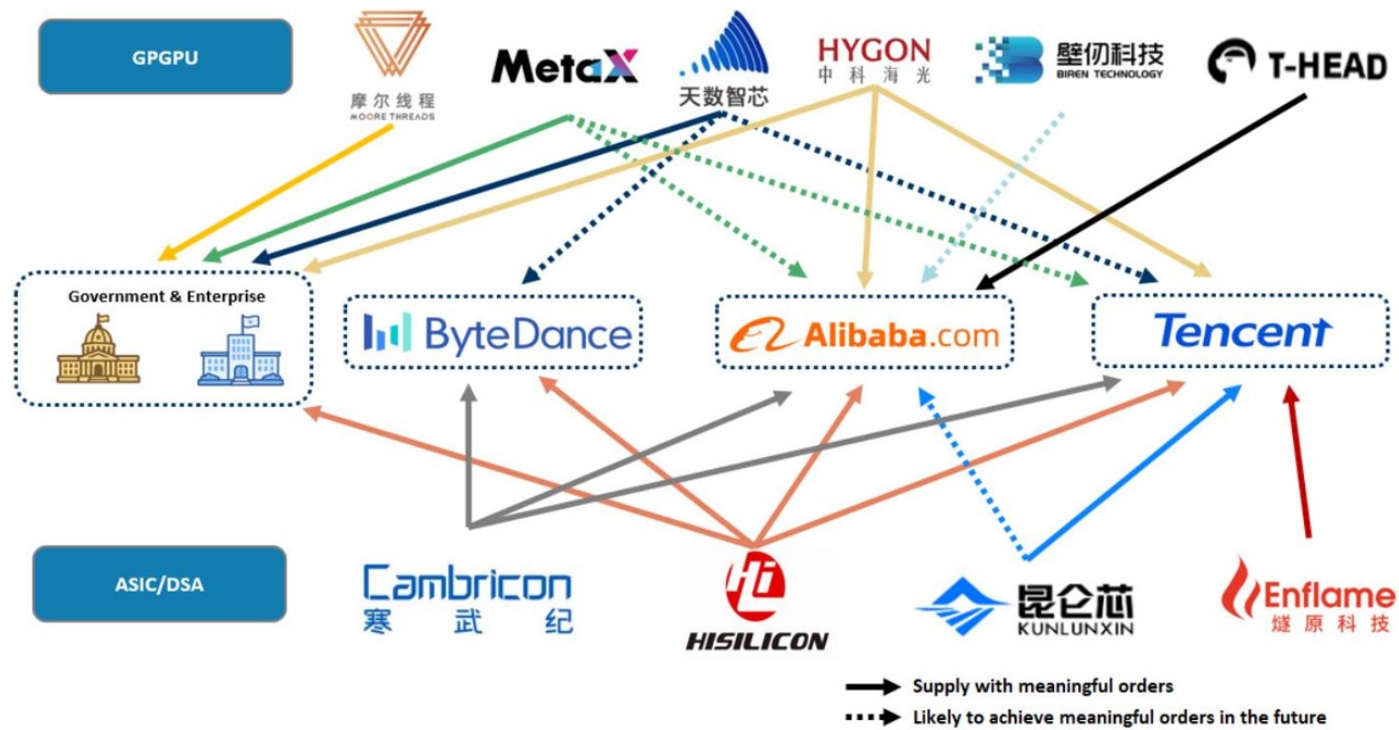 GPGPU
摩尔线程
MOORE THREADS
MetaX
天数智芯
HYGON
中科海光
壁仞科技
BIREN TECHNOLOGY
T-HEAD
Government & Enterprise
ByteDance
Alibaba.com
Tencent
ASIC/DSA
Cambricon
寒武纪
Hi
HISILICON
昆仑芯
KUNLUNXIN
Enflame
燧原科技
Supply with meaningful orders
Likely to achieve meaningful orders in the future